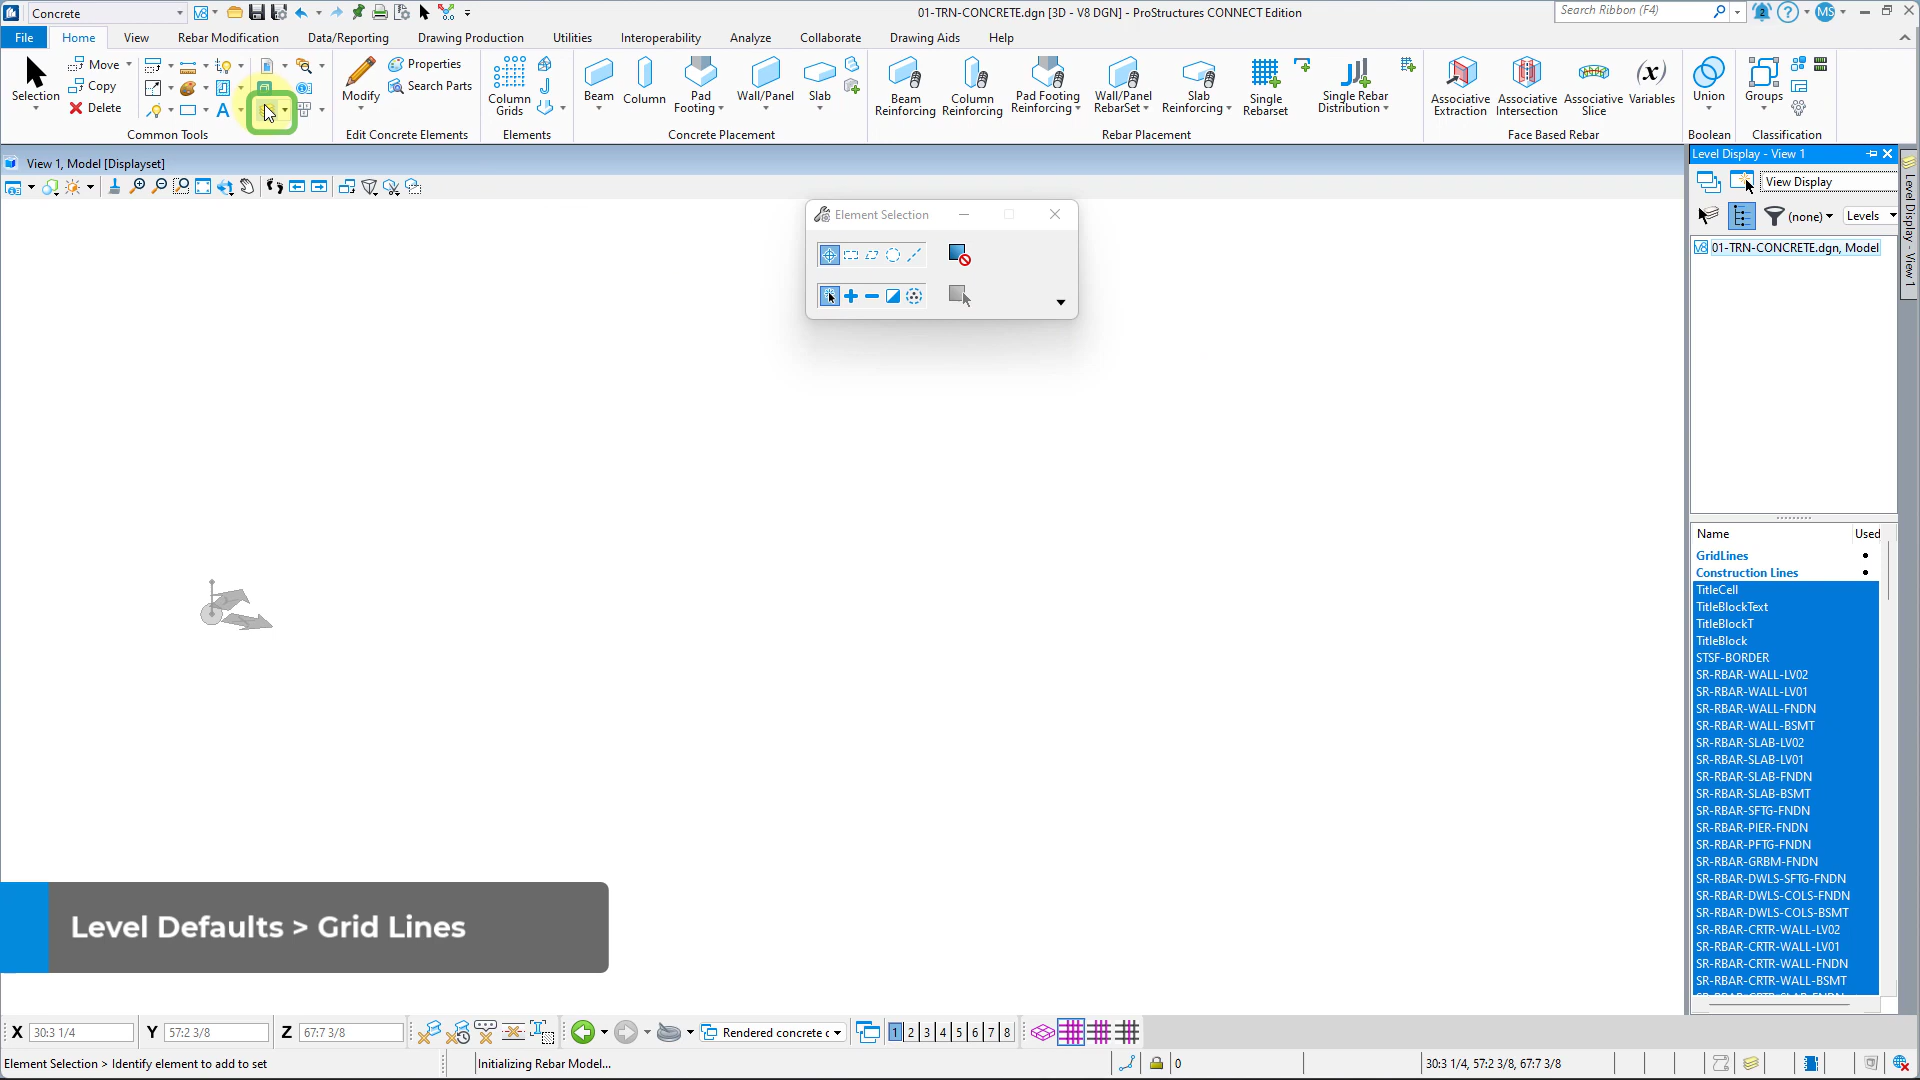 Concrete
01-TRN-CONCRETE.dgn [3D - V8 DGN] - ProStructures CONNECT Edition
Search Ribbon (F4)
2
MS
File
Home
View
Rebar Modification
Data/Reporting
Drawing Production
Utilities
Interoperability
Analyze
Collaborate
Drawing Aids
Help
Selection
Move
Copy
Delete
Common Tools
Modify
Properties
Search Parts
Edit Concrete Elements
Column Grids
Elements
Beam
Column
Pad Footing
Wall/Panel
Slab
Concrete Placement
Beam Reinforcing
Column Reinforcing
Pad Footing Reinforcing
Wall/Panel RebarSet
Slab Reinforcing
Single Rebarset
Single Rebar Distribution
Rebar Placement
Associative Extraction
Associative Intersection
Associative Slice
(x) Variables
Face Based Rebar
Union
Boolean
Groups
Classification
View 1, Model [Displayset]
Element Selection
Level Display - View 1
View Display
(none)
Levels
01-TRN-CONCRETE.dgn, Model
Level Display - View 1
Name Used
GridLines
Construction Lines
TitleCell
TitleBlockText
TitleBlockT
TitleBlock
STSF-BORDER
SR-RBAR-WALL-LV02
SR-RBAR-WALL-LV01
SR-RBAR-WALL-FNDN
SR-RBAR-WALL-BSMT
SR-RBAR-SLAB-LV02
SR-RBAR-SLAB-LV01
SR-RBAR-SLAB-FNDN
SR-RBAR-SLAB-BSMT
SR-RBAR-SFTG-FNDN
SR-RBAR-PIER-FNDN
SR-RBAR-PFTG-FNDN
SR-RBAR-GRBM-FNDN
SR-RBAR-DWLS-SFTG-FNDN
SR-RBAR-DWLS-COLS-FNDN
SR-RBAR-DWLS-COLS-BSMT
SR-RBAR-CRTR-WALL-LV02
SR-RBAR-CRTR-WALL-LV01
SR-RBAR-CRTR-WALL-FNDN
SR-RBAR-CRTR-WALL-BSMT
Level Defaults > Grid Lines
X 30:3 1/4 Y 57:2 3/8 Z 67:7 3/8
Rendered concrete c
1 2 3 4 5 6 7 8
Element Selection > Identify element to add to set
Initializing Rebar Model...
0
30:3 1/4, 57:2 3/8, 67:7 3/8